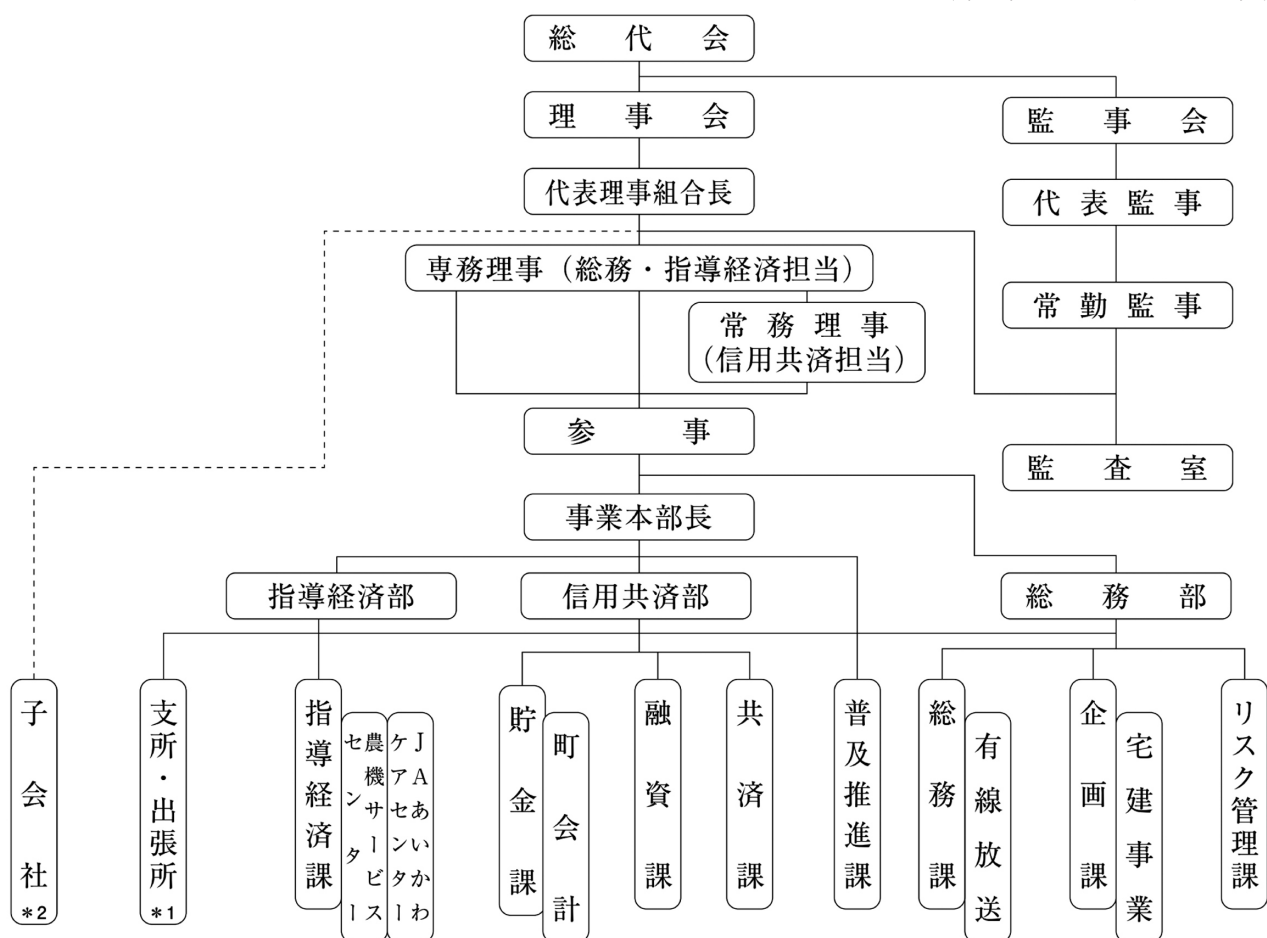 総代会
理事会
監事会
代表理事組合長
代表監事
専務理事（総務・指導経済担当）
常勤監事
常務理事
（信用共済担当）
参事
監査室
事業本部長
指導経済部
信用共済部
総務部
子会社*2
支所・出張所*1
指導経済課
農機サービス
センター
JAあいかわ
ケアセンター
貯金課
町会計
融資課
共済課
普及推進課
総務課
有線放送
企画課
宅建事業
リスク管理課